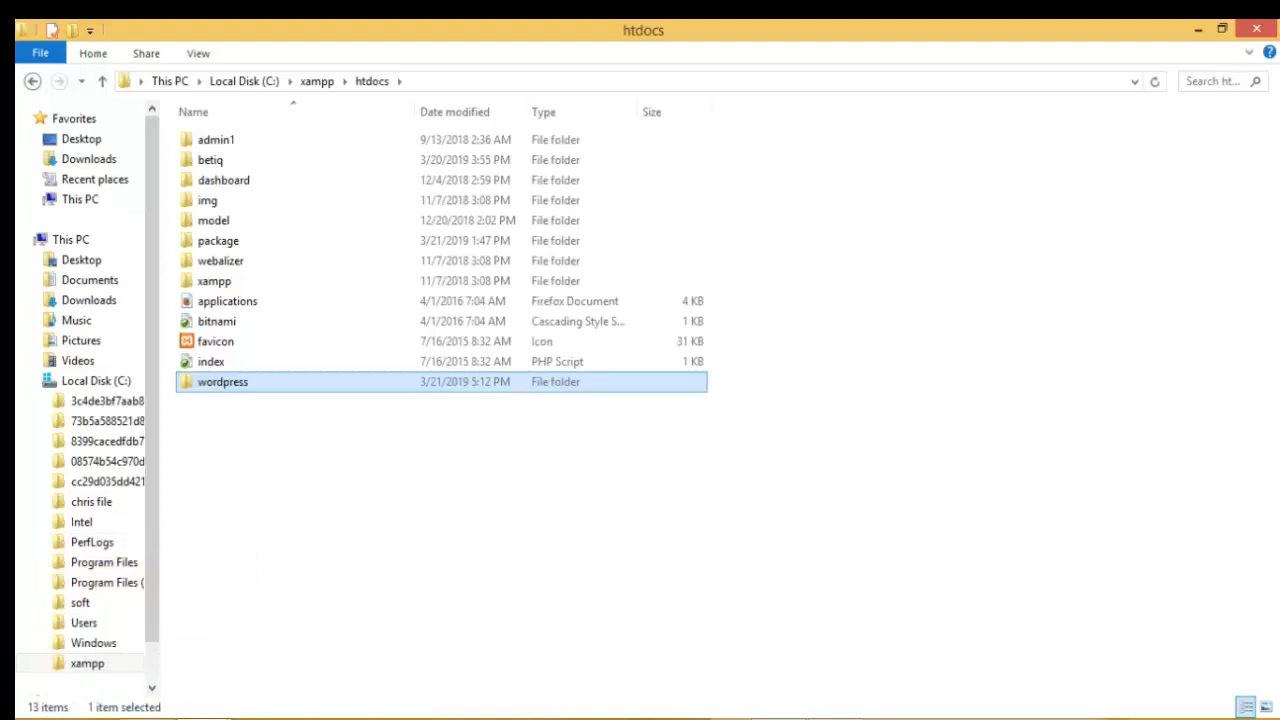 htdocs
File Home Share View
This PC Local Disk (C:) xampp htdocs Search ht...
Name Date modified Type Size
Favorites
Desktop
Downloads
Recent places
This PC
This PC
Desktop
Documents
Downloads
Music
Pictures
Videos
Local Disk (C:)
3c4de3bf7aab8
73b5a588521d8
8399cacedfdb7
08574b54c970d
cc29d035dd421
chris file
Intel
PerfLogs
Program Files
Program Files (
soft
Users
Windows
xampp
admin1 9/13/2018 2:36 AM File folder
betiq 3/20/2019 3:55 PM File folder
dashboard 12/4/2018 2:59 PM File folder
img 11/7/2018 3:08 PM File folder
model 12/20/2018 2:02 PM File folder
package 3/21/2019 1:47 PM File folder
webalizer 11/7/2018 3:08 PM File folder
xampp 11/7/2018 3:08 PM File folder
applications 4/1/2016 7:04 AM Firefox Document 4 KB
bitnami 4/1/2016 7:04 AM Cascading Style S... 1 KB
favicon 7/16/2015 8:32 AM Icon 31 KB
index 7/16/2015 8:32 AM PHP Script 1 KB
wordpress 3/21/2019 5:12 PM File folder
13 items 1 item selected